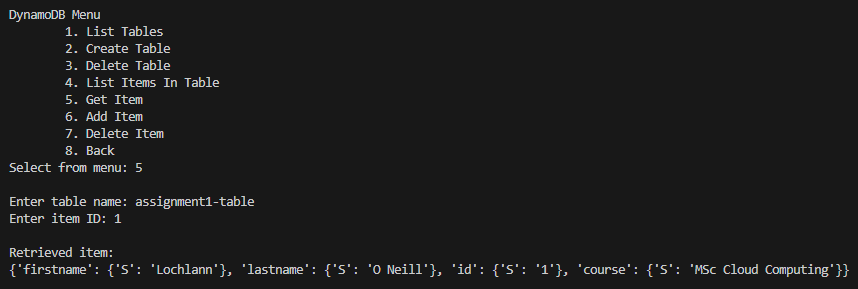 DynamoDB Menu
1. List Tables
2. Create Table
3. Delete Table
4. List Items In Table
5. Get Item
6. Add Item
7. Delete Item
8. Back
Select from menu: 5
Enter table name: assignment1-table
Enter item ID: 1
Retrieved item:
{'firstname': {'S': 'Lochlann'}, 'lastname': {'S': 'O Neill'}, 'id': {'S': '1'}, 'course': {'S': 'MSc Cloud Computing'}}